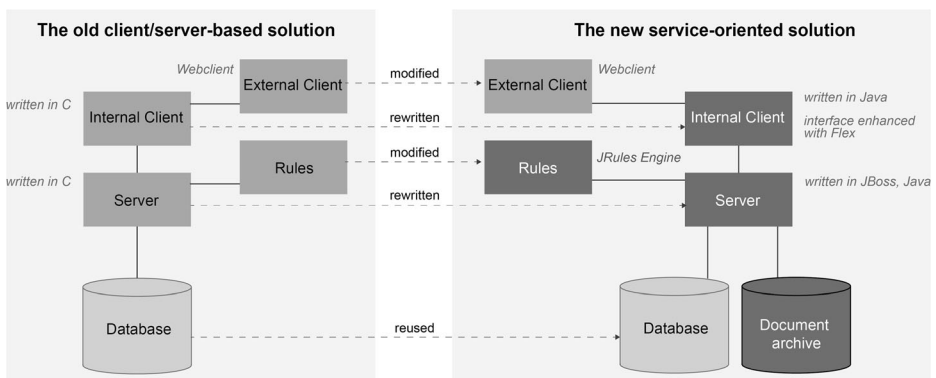 The old client/server-based solution
Webclient
External Client
written in C
Internal Client
Rules
written in C
Server
Database
modified
rewritten
modified
rewritten
reused
The new service-oriented solution
External Client
Webclient
written in Java
Internal Client
interface enhanced
with Flex
JRules Engine
Rules
written in JBoss, Java
Server
Database
Document
archive